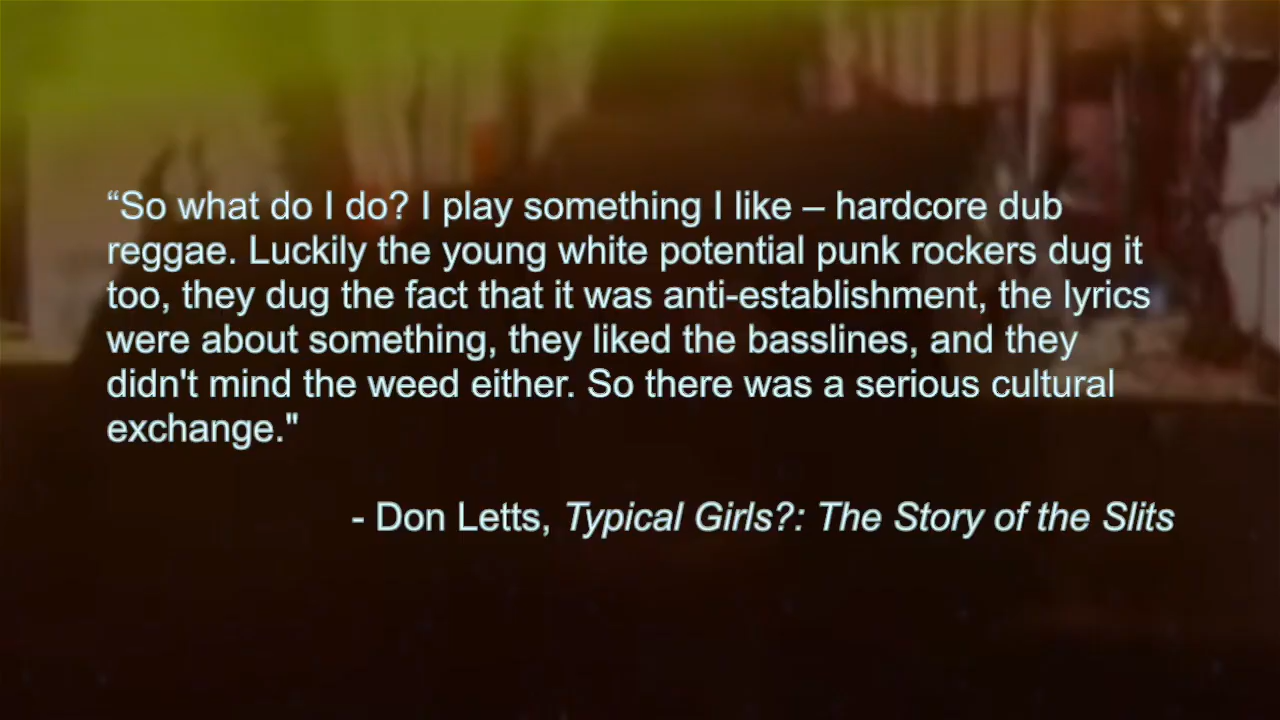 “So what do I do? I play something I like – hardcore dub
reggae. Luckily the young white potential punk rockers dug it
too, they dug the fact that it was anti-establishment, the lyrics
were about something, they liked the basslines, and they
didn't mind the weed either. So there was a serious cultural
exchange."
- Don Letts, Typical Girls?: The Story of the Slits